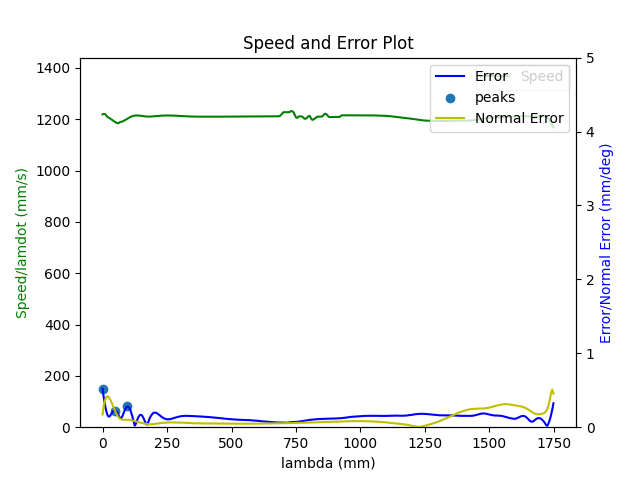 Speed and Error Plot
1400
1200
1000
800
600
400
200
0
Speed/lamdot (mm/s)
5
4
3
2
1
0
Error/Normal Error (mm/deg)
Error
Speed
peaks
Normal Error
0
250
500
750
1000
1250
1500
1750
lambda (mm)